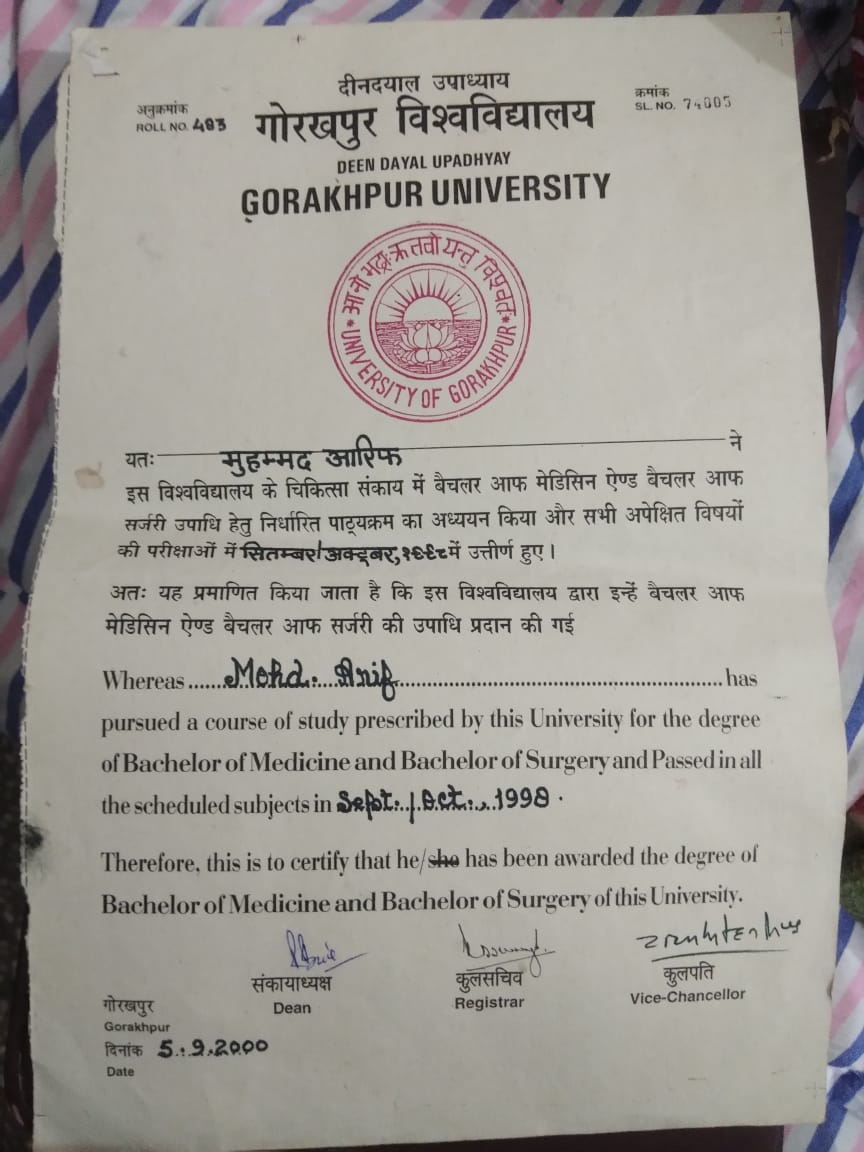 दीनदयाल उपाध्याय
अनुक्रमांक
ROLL NO. 483
गोरखपुर विश्वविद्यालय
क्रमांक
SL. NO. 74805
DEEN DAYAL UPADHYAY
GORAKHPUR UNIVERSITY
आ नो भद्राः क्रतवो यन्तु विश्वतः
* UNIVERSITY OF GORAKHPUR *
यतः मुहम्मद आरिफ ने
इस विश्वविद्यालय के चिकित्सा संकाय में बैचलर आफ मेडिसिन ऐण्ड बैचलर आफ
सर्जरी उपाधि हेतु निर्धारित पाठ्यक्रम का अध्ययन किया और सभी अपेक्षित विषयों
की परीक्षाओं में सितम्बर/अक्टूबर,१९९८ में उत्तीर्ण हुए।
अतः यह प्रमाणित किया जाता है कि इस विश्वविद्यालय द्वारा इन्हें बैचलर आफ
मेडिसिन ऐण्ड बैचलर आफ सर्जरी की उपाधि प्रदान की गई
Whereas ......Mohd. Arif.......................................................has
pursued a course of study prescribed by this University for the degree
of Bachelor of Medicine and Bachelor of Surgery and Passed in all
the scheduled subjects in Sept./Oct., 1998.
Therefore, this is to certify that he/she has been awarded the degree of
Bachelor of Medicine and Bachelor of Surgery of this University.
संकायाध्यक्ष
Dean
कुलसचिव
Registrar
कुलपति
Vice-Chancellor
गोरखपुर
Gorakhpur
दिनांक 5.9.2000
Date